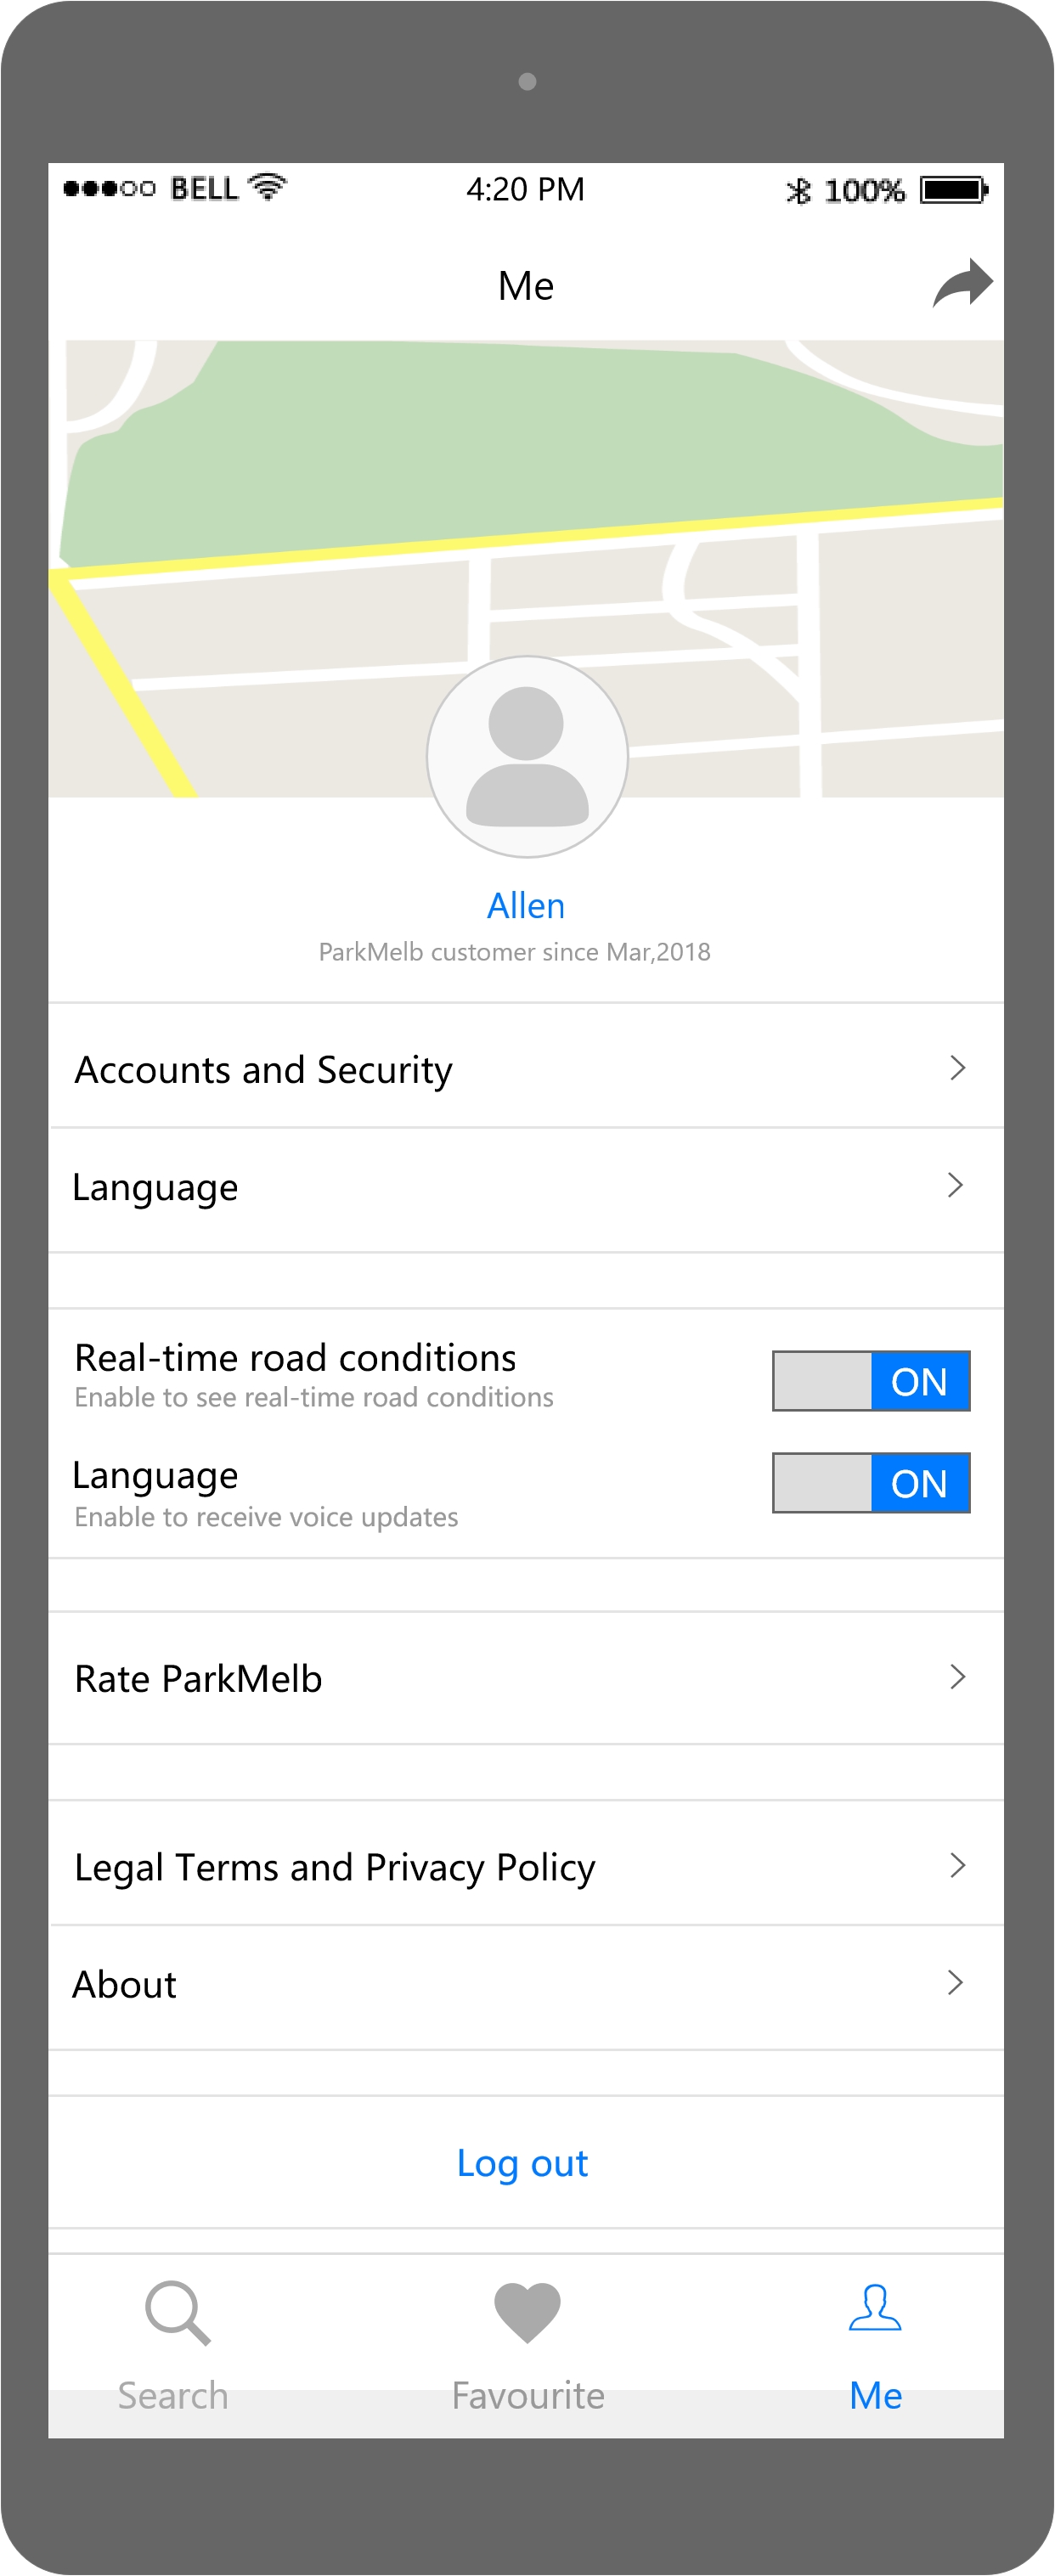 BELL 4:20 PM 100%
Me
Allen
ParkMelb customer since Mar,2018
Accounts and Security
Language
Real-time road conditions
Enable to see real-time road conditions
ON
Language
Enable to receive voice updates
ON
Rate ParkMelb
Legal Terms and Privacy Policy
About
Log out
Search Favourite Me